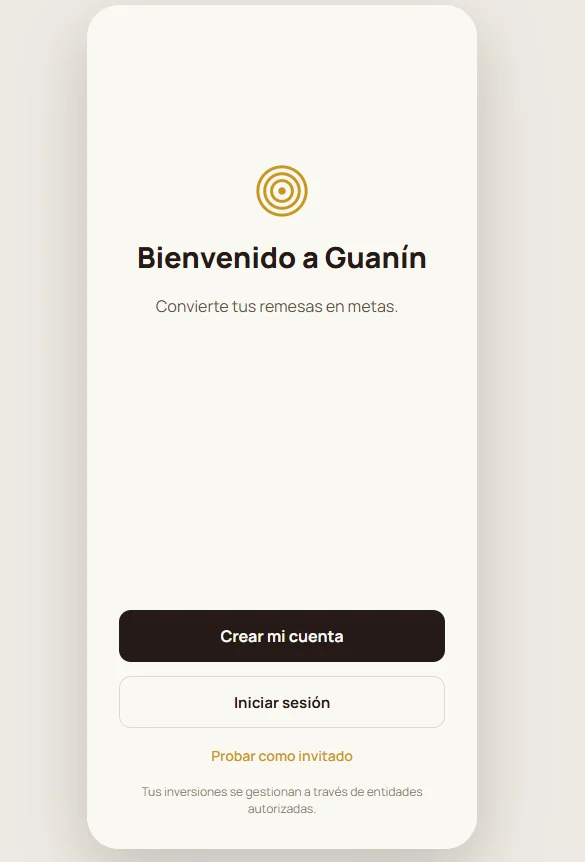 Bienvenido a Guanín
Convierte tus remesas en metas.
Crear mi cuenta
Iniciar sesión
Probar como invitado
Tus inversiones se gestionan a través de entidades
autorizadas.